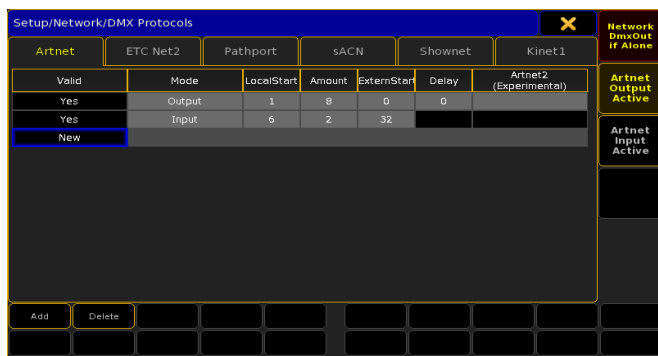 Setup/Network/DMX Protocols
Network
DmxOut
if Alone
Artnet ETC Net2 Pathport sACN Shownet Kinet1
Valid Mode LocalStart Amount ExternStart Delay Artnet2
(Experimental)
Yes Output 1 8 0 0
Yes Input 6 2 32
New
Artnet
Output
Active
Artnet
Input
Active
Add Delete